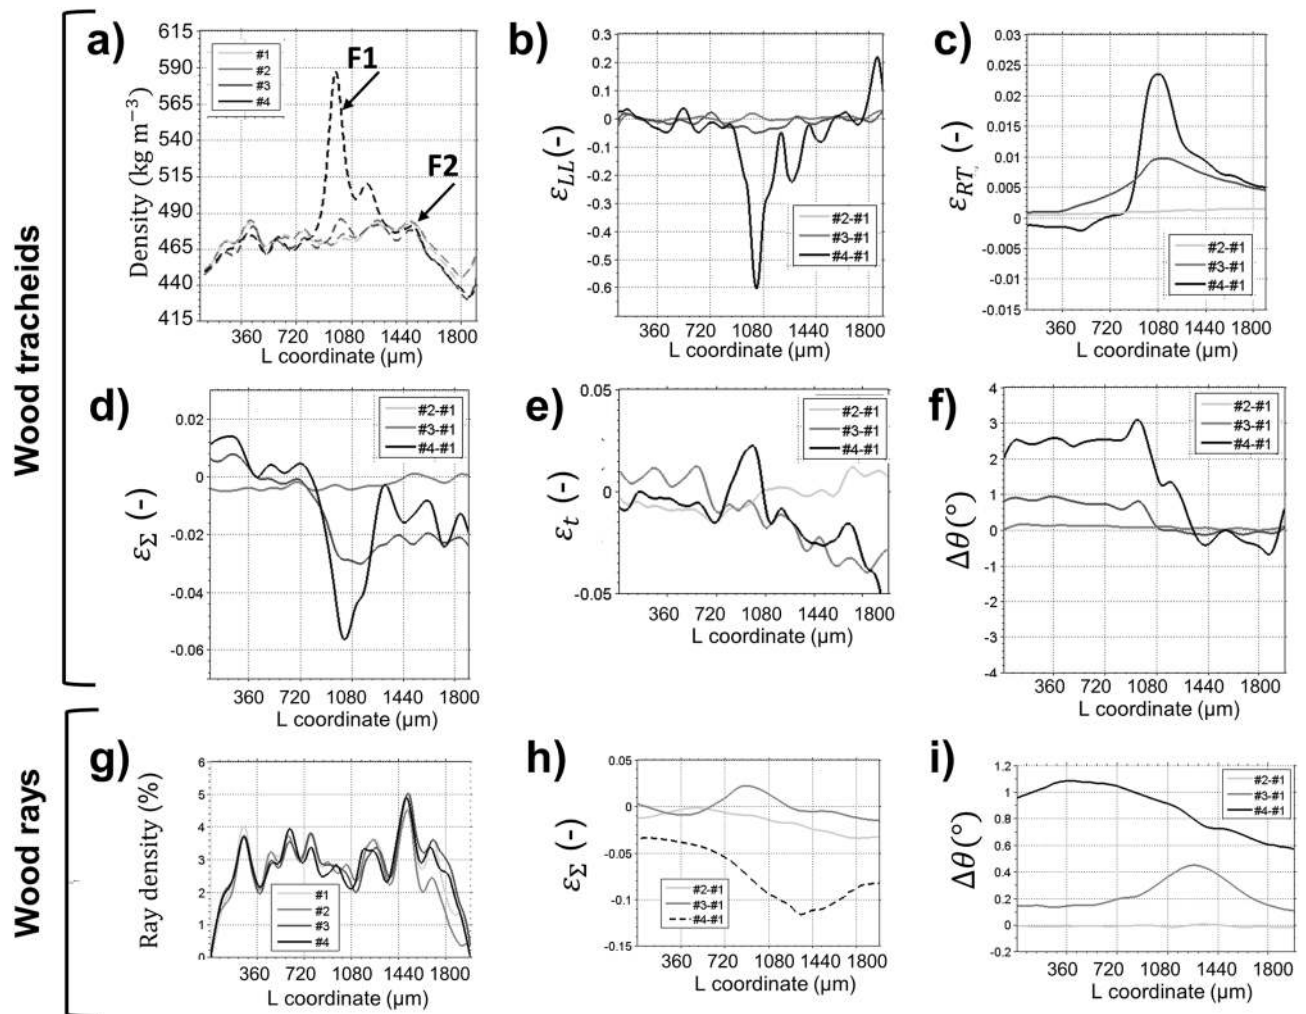 Wood tracheids
a)
615
590
565
540
515
490
465
440
415
Density (kg m⁻³)
#1
#2
#3
#4
F1
F2
360 720 1080 1440 1800
L coordinate (µm)
b)
0.3
0.2
0.1
0
-0.1
-0.2
-0.3
-0.4
-0.5
-0.6
ε_LL (-)
#2-#1
#3-#1
#4-#1
360 720 1080 1440 1800
L coordinate (µm)
c)
0.03
0.025
0.02
0.015
0.01
0.005
0
-0.005
-0.01
-0.015
ε_RT, (-)
#2-#1
#3-#1
#4-#1
360 720 1080 1440 1800
L coordinate (µm)
d)
0.02
0
-0.02
-0.04
-0.06
ε_Σ (-)
#2-#1
#3-#1
#4-#1
360 720 1080 1440 1800
L coordinate (µm)
e)
0.05
0
-0.05
ε_t (-)
#2-#1
#3-#1
#4-#1
360 720 1080 1440 1800
L coordinate (µm)
f)
4
3
2
1
0
-1
-2
-3
-4
Δθ(°)
#2-#1
#3-#1
#4-#1
360 720 1080 1440 1800
L coordinate (µm)
Wood rays
g)
6
5
4
3
2
1
0
Ray density (%)
#1
#2
#3
#4
360 720 1080 1440 1800
L coordinate (µm)
h)
0.05
0
-0.05
-0.1
-0.15
ε_Σ (-)
#2-#1
#3-#1
#4-#1
360 720 1080 1440 1800
L coordinate (µm)
i)
1.2
1
0.8
0.6
0.4
0.2
0
-0.2
Δθ(°)
#2-#1
#3-#1
#4-#1
360 720 1080 1440 1800
L coordinate (µm)